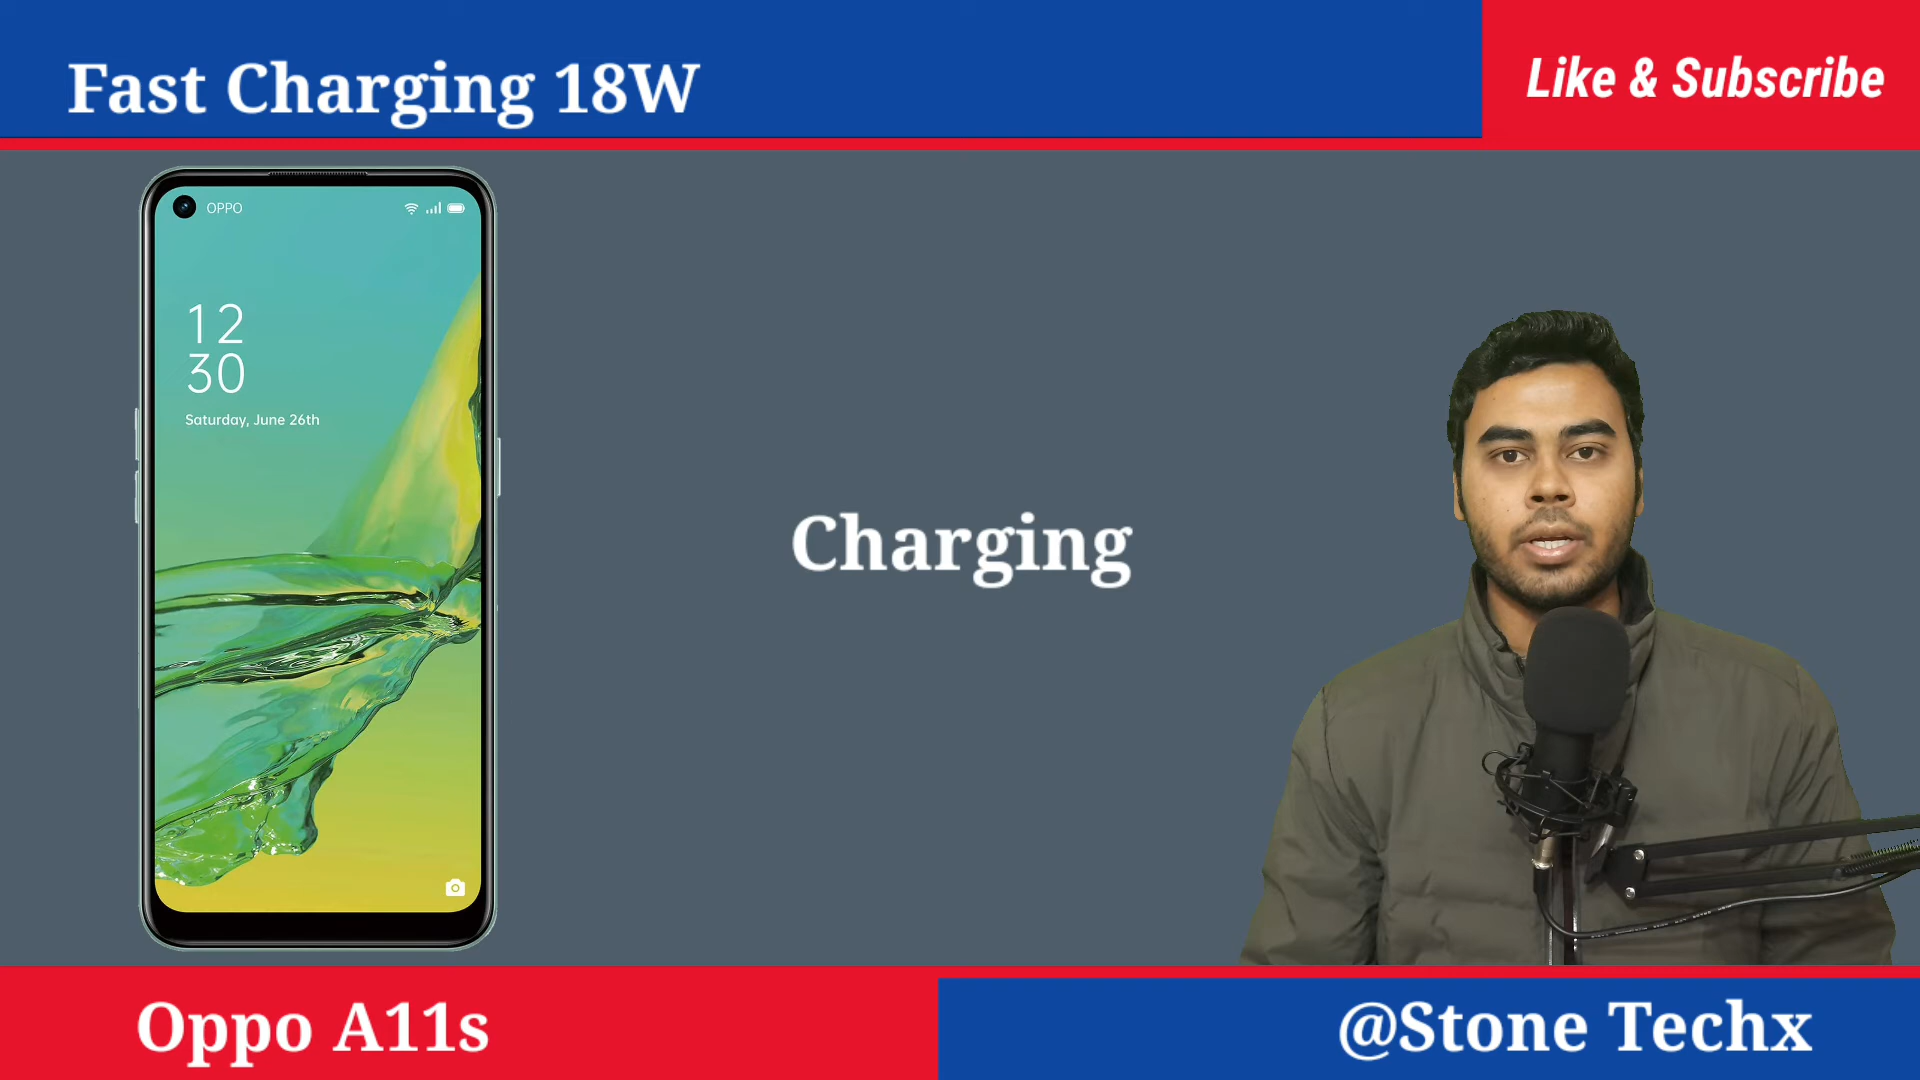 Fast Charging 18W
Like & Subscribe
OPPO
12
30
Saturday, June 26th
Charging
Oppo A11s
@Stone Techx